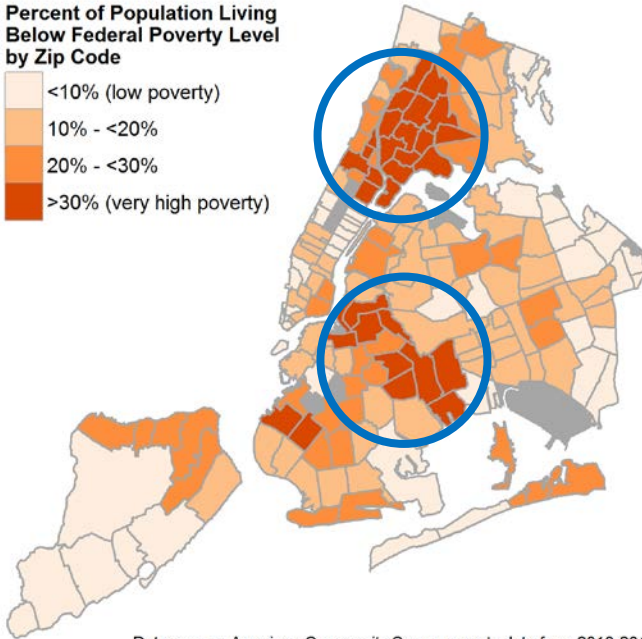 Percent of Population Living
Below Federal Poverty Level
by Zip Code
<10% (low poverty)
10% - <20%
20% - <30%
>30% (very high poverty)